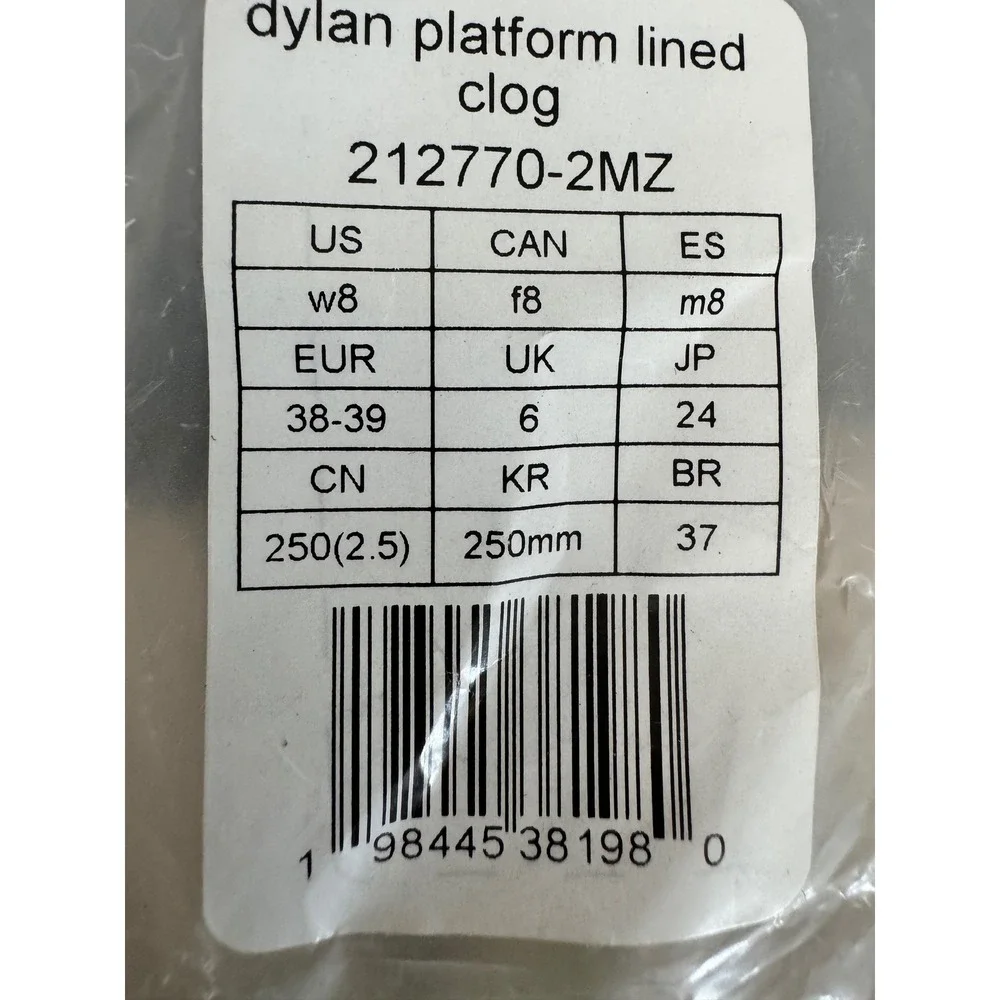 dylan platform lined
clog
212770-2MZ
US CAN ES
w8 f8 m8
EUR UK JP
38-39 6 24
CN KR BR
250(2.5) 250mm 37
1 98445 38198 0